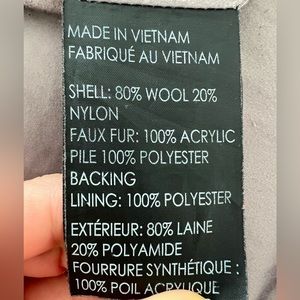 MADE IN VIETNAM
FABRIQUÉ AU VIETNAM
SHELL: 80% WOOL 20%
NYLON
FAUX FUR: 100% ACRYLIC
PILE 100% POLYESTER
BACKING
LINING: 100% POLYESTER
EXTÉRIEUR: 80% LAINE
20% POLYAMIDE
FOURRURE SYNTHÉTIQUE :
100% POIL ACRYLIQUE